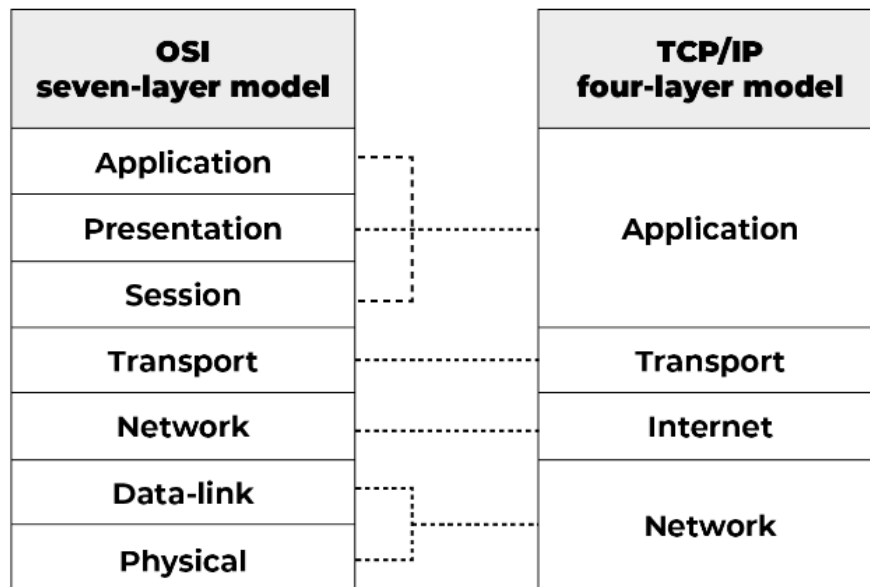 OSI
seven-layer model
Application
Presentation
Session
Transport
Network
Data-link
Physical
TCP/IP
four-layer model
Application
Transport
Internet
Network